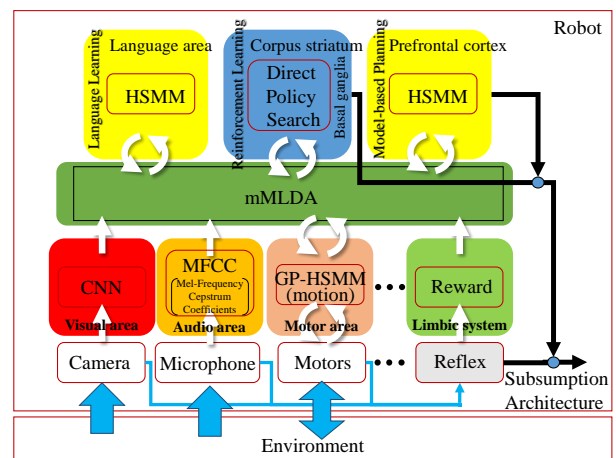 Robot
Language area
Corpus striatum
Prefrontal cortex
Language Learning
HSMM
Reinforcement Learning
Direct
Policy
Search
Basal ganglia
Model-based Planning
HSMM
mMLDA
CNN
Visual area
MFCC
Mel-Frequency
Cepstrum
Coefficients
Audio area
GP-HSMM
(motion)
Motor area
Reward
Limbic system
Camera
Microphone
Motors
Reflex
Subsumption
Architecture
Environment